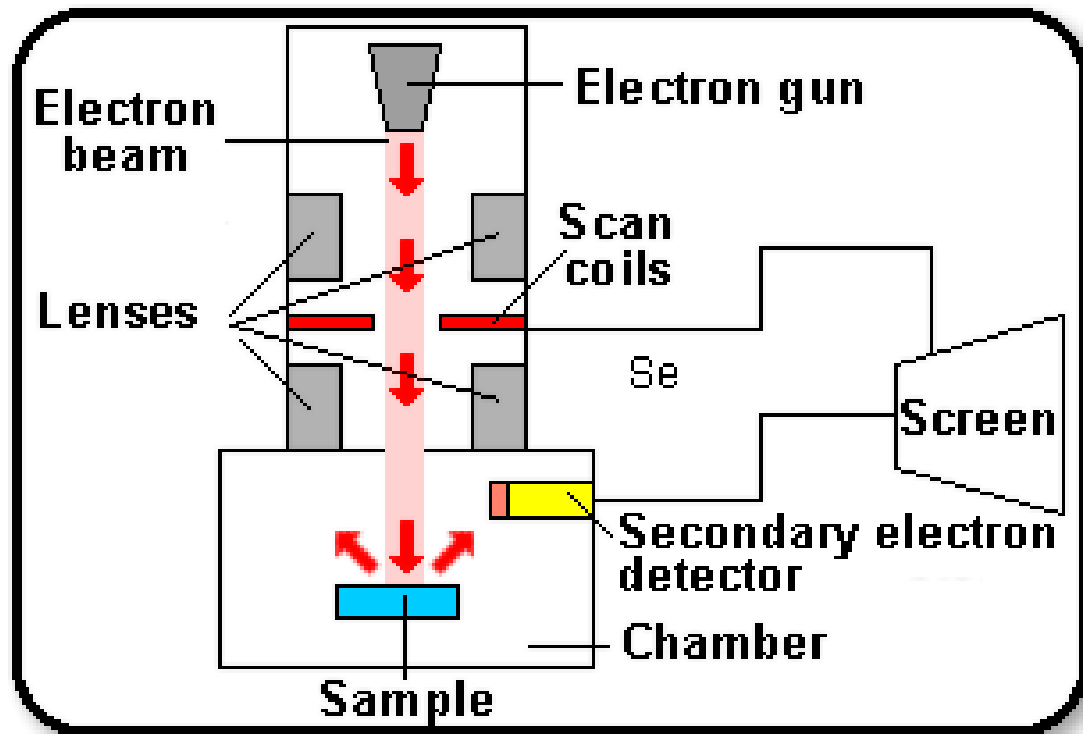 Electron gun
Electron
beam
Scan
coils
Lenses
Se
Screen
Secondary electron
detector
Chamber
Sample